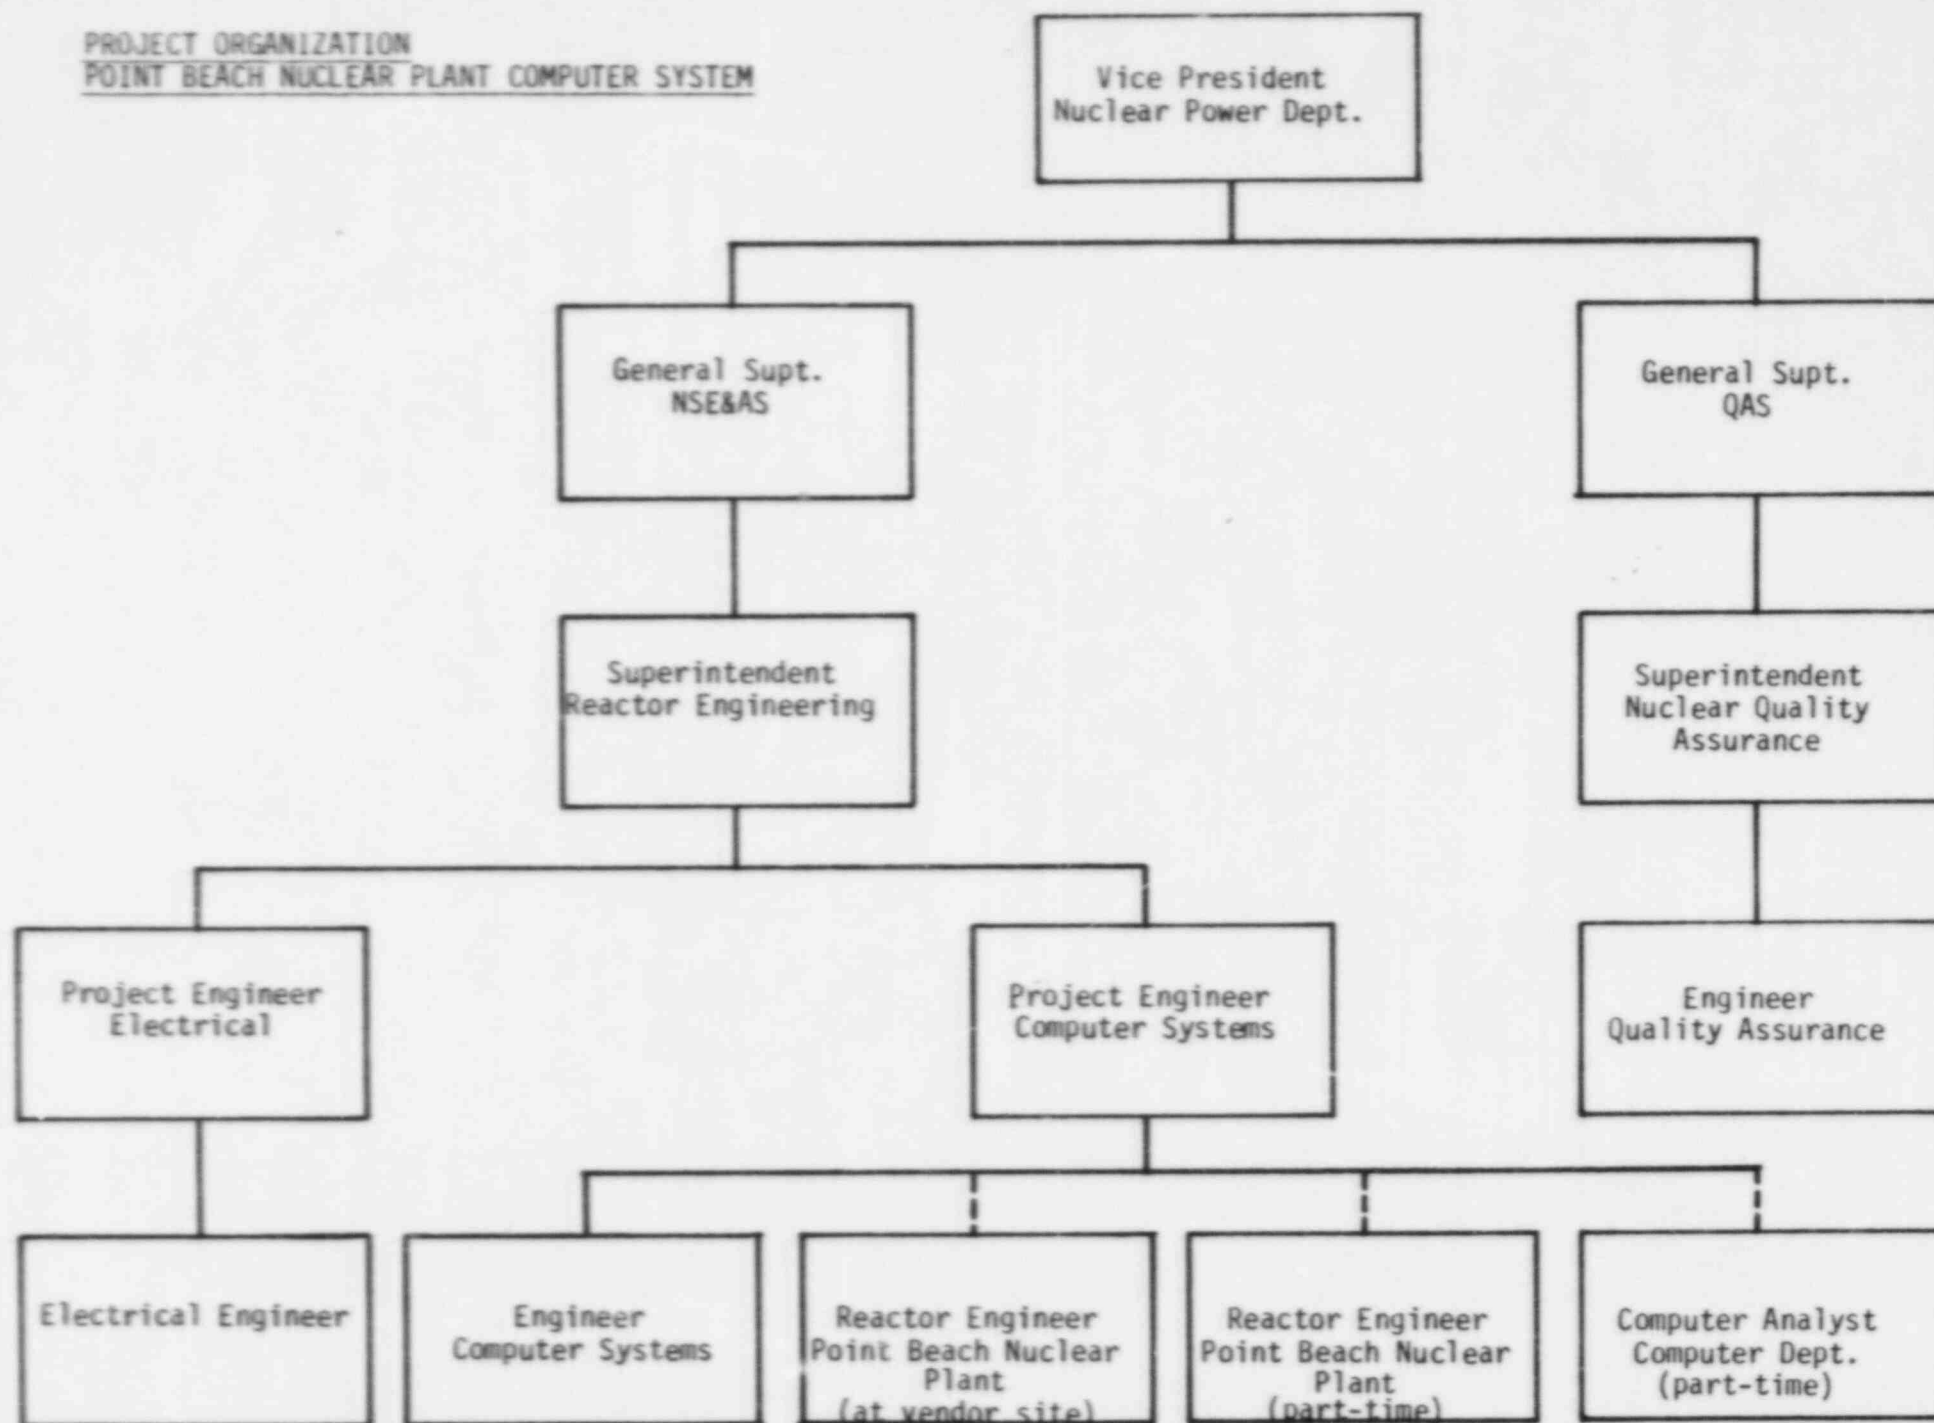 PROJECT ORGANIZATION
POINT BEACH NUCLEAR PLANT COMPUTER SYSTEM
Vice President
Nuclear Power Dept.
General Supt.
NSE&AS
General Supt.
QAS
Superintendent
Reactor Engineering
Superintendent
Nuclear Quality
Assurance
Project Engineer
Electrical
Project Engineer
Computer Systems
Engineer
Quality Assurance
Electrical Engineer
Engineer
Computer Systems
Reactor Engineer
Point Beach Nuclear
Plant
(at vendor site)
Reactor Engineer
Point Beach Nuclear
Plant
(part-time)
Computer Analyst
Computer Dept.
(part-time)